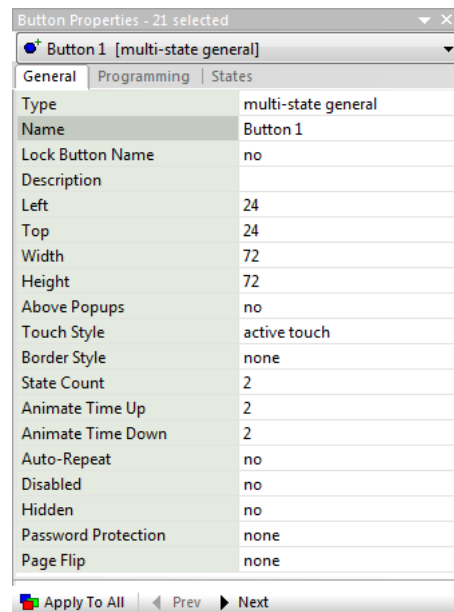 Button Properties - 21 selected
Button 1 [multi-state general]
General Programming | States
Type multi-state general
Name Button 1
Lock Button Name no
Description
Left 24
Top 24
Width 72
Height 72
Above Popups no
Touch Style active touch
Border Style none
State Count 2
Animate Time Up 2
Animate Time Down 2
Auto-Repeat no
Disabled no
Hidden no
Password Protection none
Page Flip none
Apply To All Prev Next